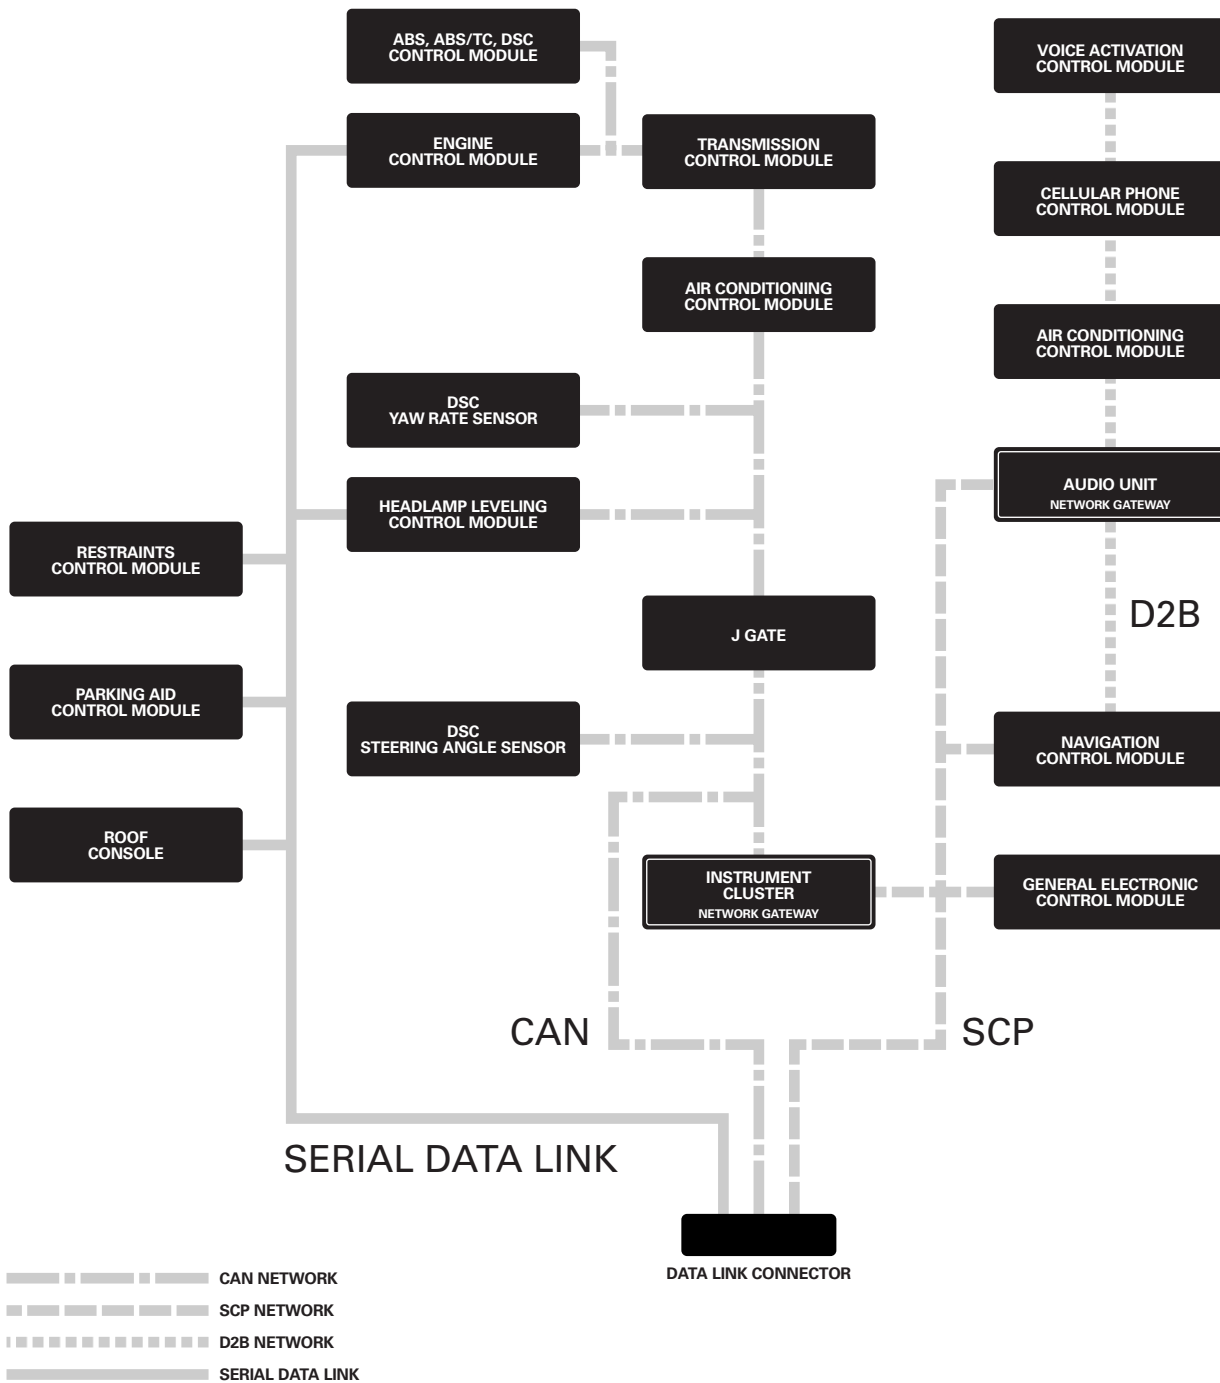 ABS, ABS/TC, DSC
CONTROL MODULE
VOICE ACTIVATION
CONTROL MODULE
ENGINE
CONTROL MODULE
TRANSMISSION
CONTROL MODULE
CELLULAR PHONE
CONTROL MODULE
AIR CONDITIONING
CONTROL MODULE
AIR CONDITIONING
CONTROL MODULE
DSC
YAW RATE SENSOR
AUDIO UNIT
NETWORK GATEWAY
HEADLAMP LEVELING
CONTROL MODULE
RESTRAINTS
CONTROL MODULE
D2B
J GATE
PARKING AID
CONTROL MODULE
DSC
STEERING ANGLE SENSOR
NAVIGATION
CONTROL MODULE
ROOF
CONSOLE
INSTRUMENT
CLUSTER
NETWORK GATEWAY
GENERAL ELECTRONIC
CONTROL MODULE
CAN
SCP
SERIAL DATA LINK
DATA LINK CONNECTOR
CAN NETWORK
SCP NETWORK
D2B NETWORK
SERIAL DATA LINK